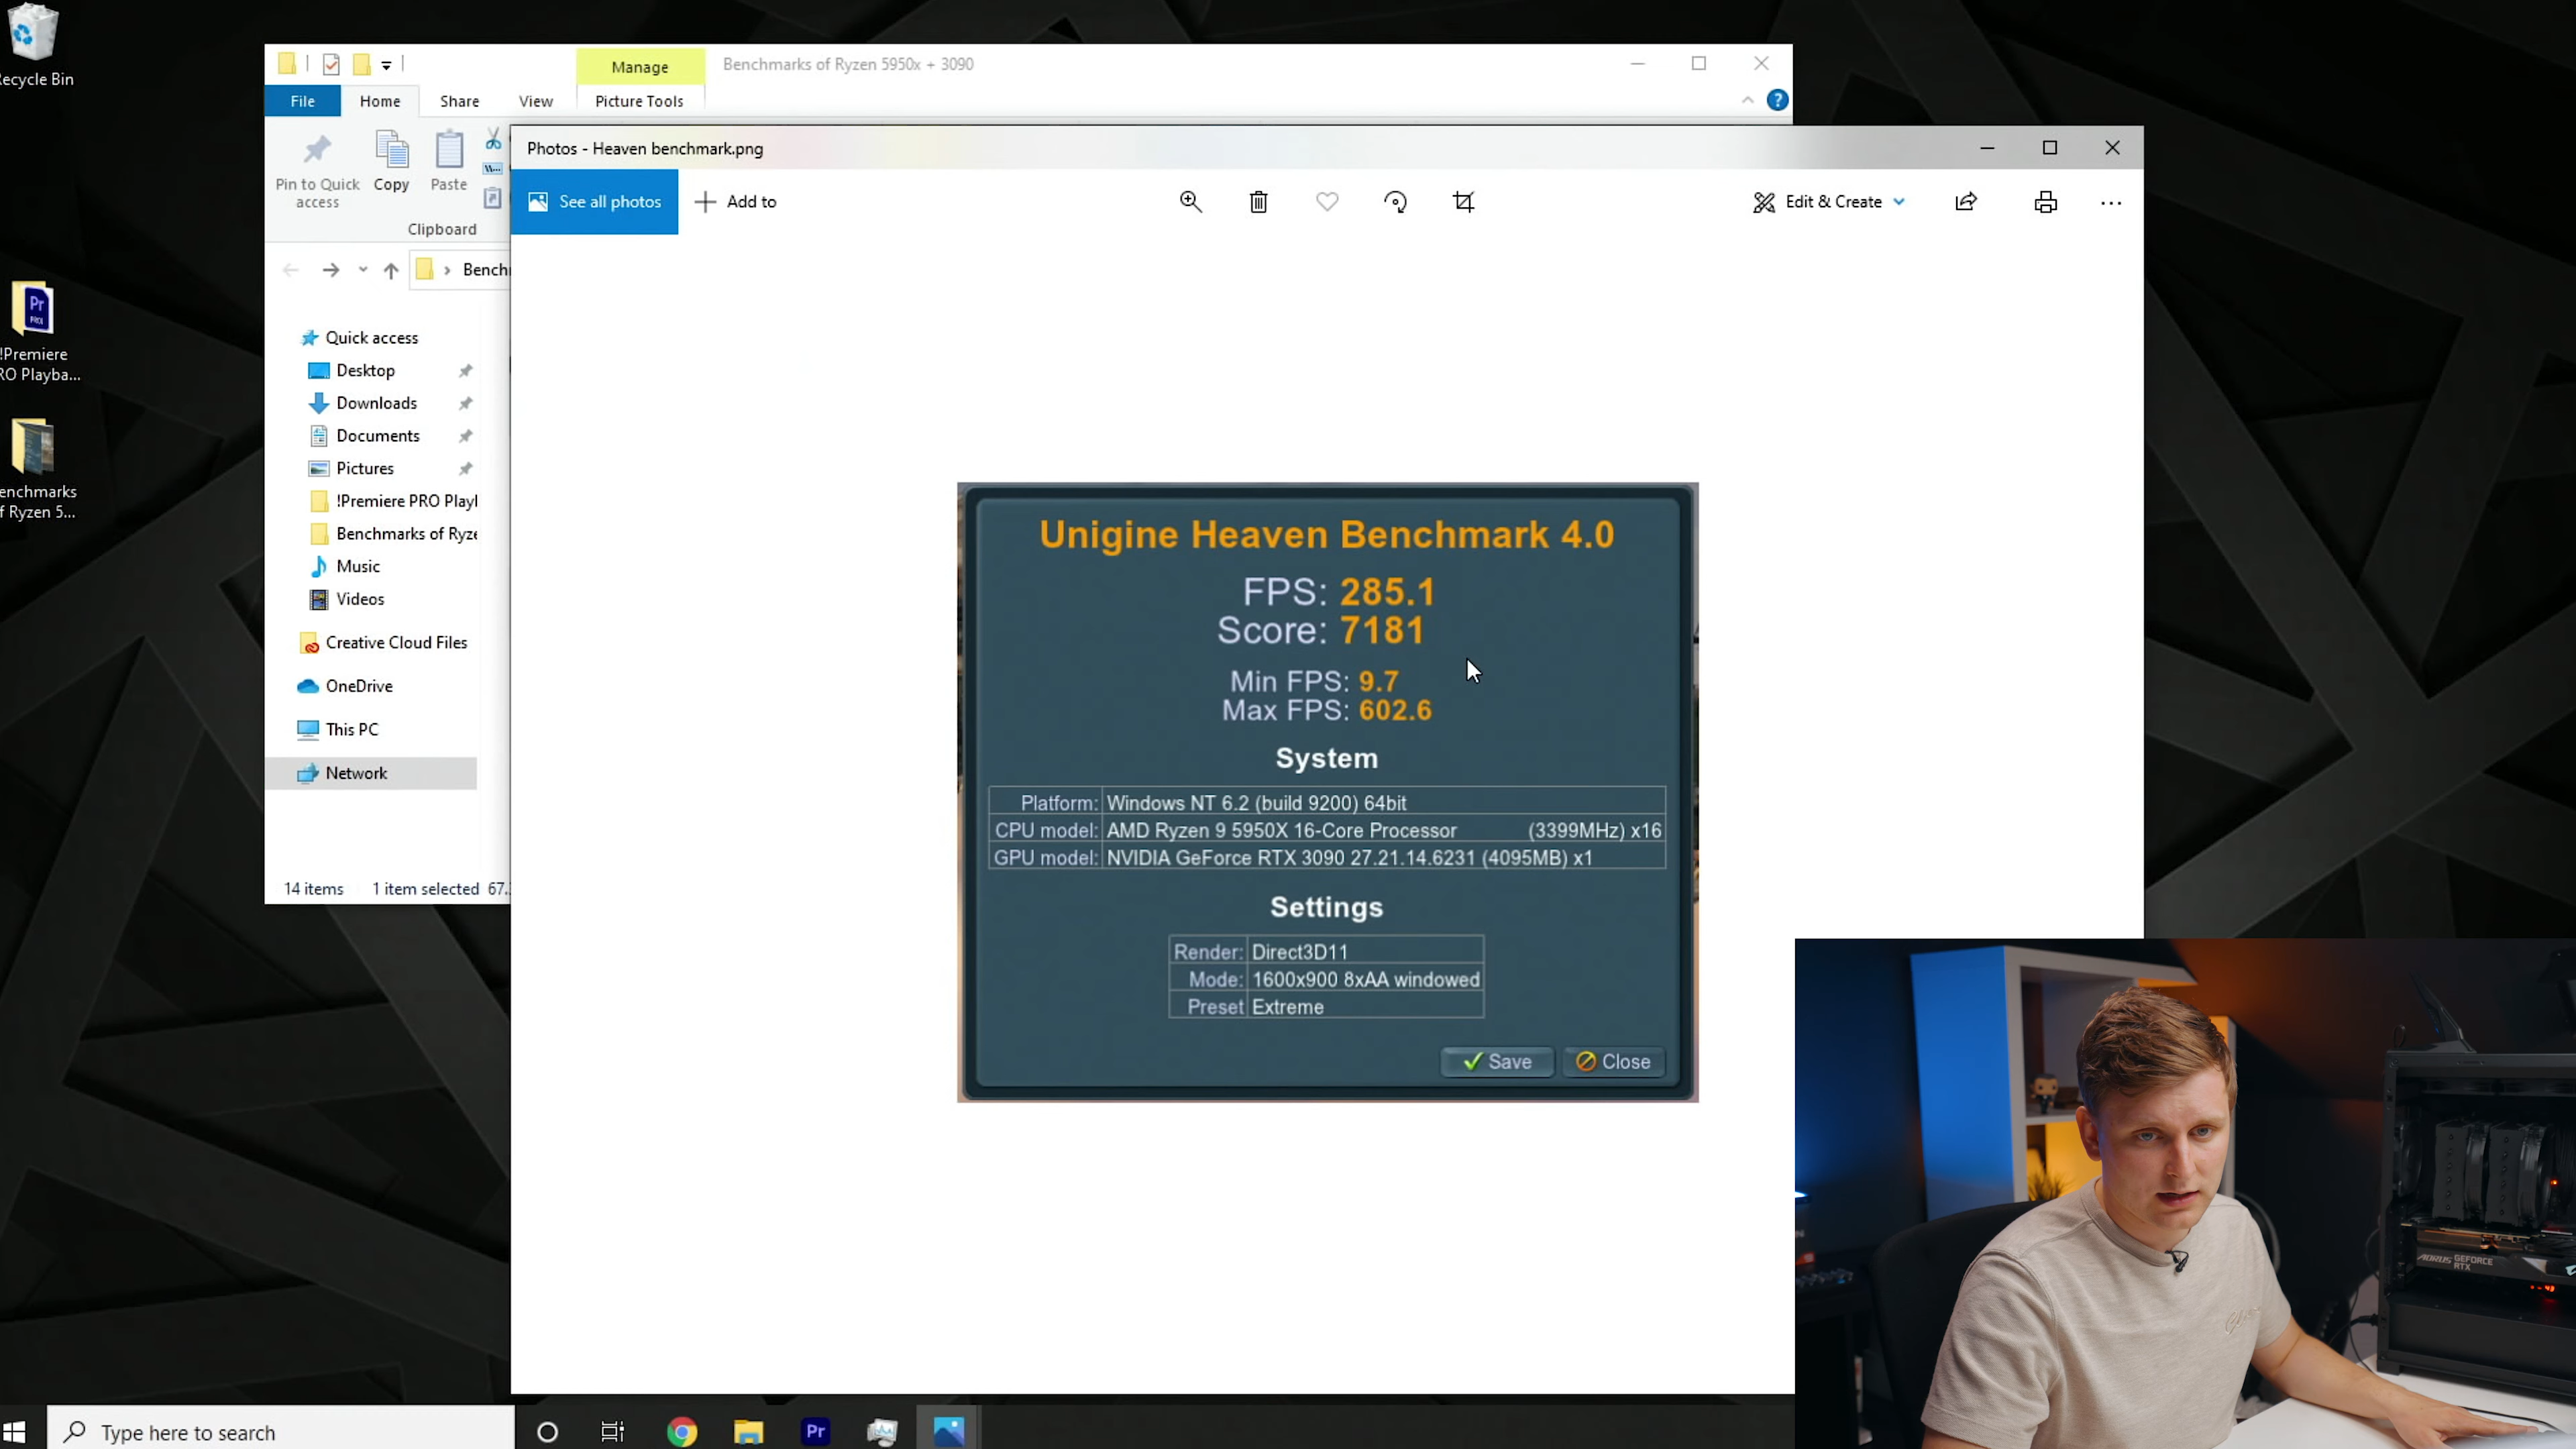 Recycle Bin
Manage
Benchmarks of Ryzen 5950x + 3090
File
Home
Share
View
Picture Tools
Pin to Quick
access
Copy
Paste
Clipboard
Bench
Quick access
Desktop
Downloads
Documents
Pictures
!Premiere PRO Playl
Benchmarks of Ryze
Music
Videos
Creative Cloud Files
OneDrive
This PC
Network
14 items 1 item selected 67.
!Premiere
RO Playba...
enchmarks
f Ryzen 5...
Photos - Heaven benchmark.png
See all photos
Add to
Edit & Create
Unigine Heaven Benchmark 4.0
FPS: 285.1
Score: 7181
Min FPS: 9.7
Max FPS: 602.6
System
Platform: Windows NT 6.2 (build 9200) 64bit
CPU model: AMD Ryzen 9 5950X 16-Core Processor (3399MHz) x16
GPU model: NVIDIA GeForce RTX 3090 27.21.14.6231 (4095MB) x1
Settings
Render: Direct3D11
Mode: 1600x900 8xAA windowed
Preset Extreme
Save
Close
AORUS GEFORCE
RTX
Type here to search
Pr